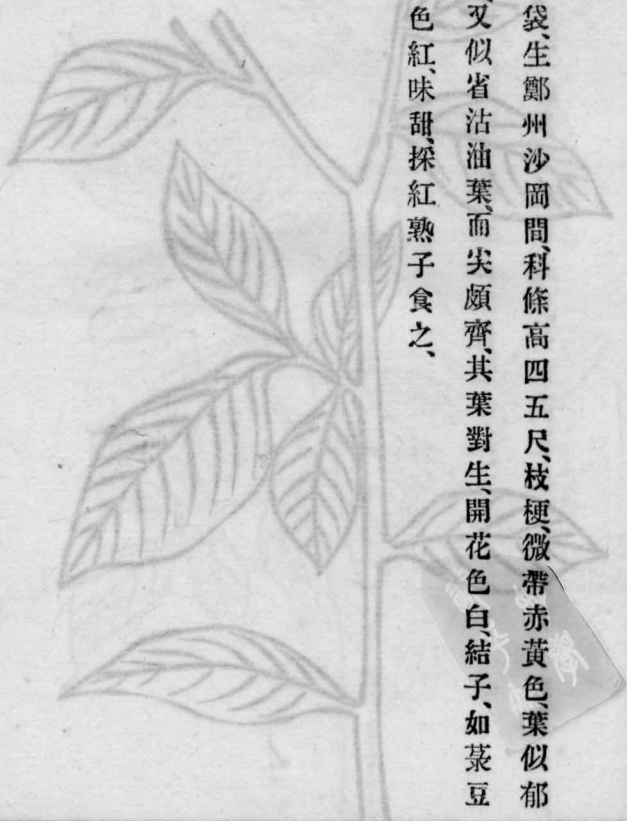 袋、生鄭州沙岡間、科條高四五尺、枝梗、微帶赤黃色、葉似郁
又似省沽油葉、而尖頗齊、其葉對生、開花色白、結子、如菉豆
色紅、味甜、採紅熟子食之、